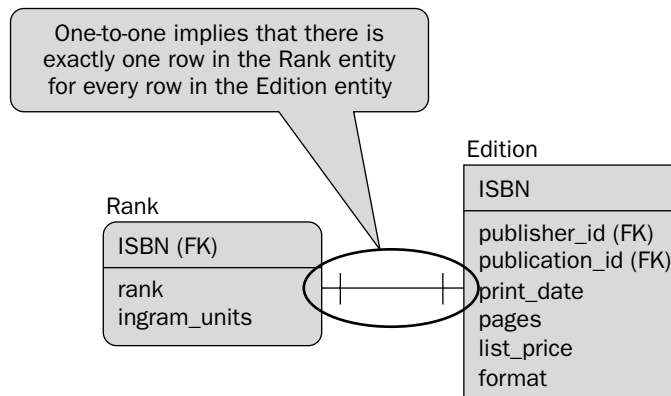 One-to-one implies that there is
exactly one row in the Rank entity
for every row in the Edition entity
Edition
ISBN
publisher_id (FK)
publication_id (FK)
print_date
pages
list_price
format
Rank
ISBN (FK)
rank
ingram_units